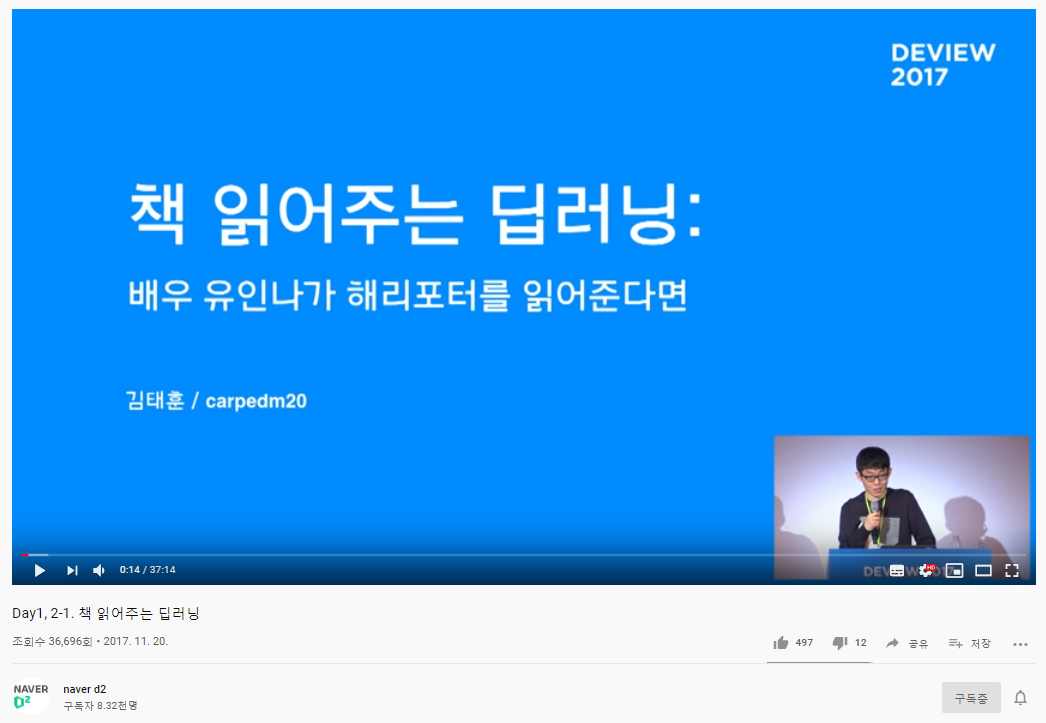 DEVIEW
2017
책 읽어주는 딥러닝:
배우 유인나가 해리포터를 읽어준다면
김태훈 / carpedm20
DEVIEW 2017
0:14 / 37:14
HD
Day1, 2-1. 책 읽어주는 딥러닝
조회수 36,696회 • 2017. 11. 20.
497
12
공유
저장
NAVER
D2
naver d2
구독자 8.32천명
구독중